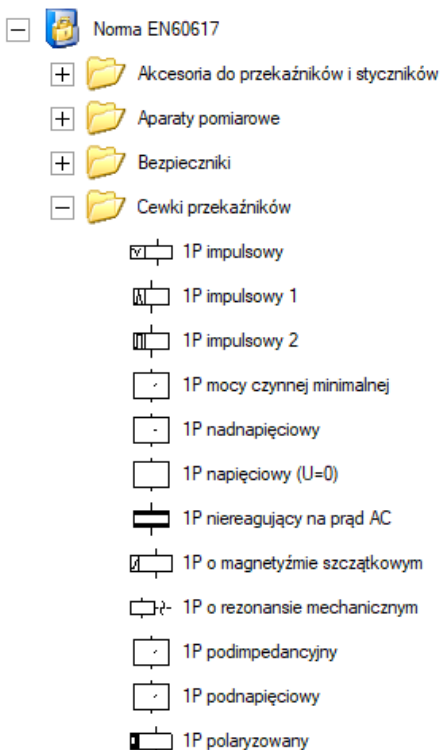 Norma EN60617
Akcesoria do przekaźników i styczników
Aparaty pomiarowe
Bezpieczniki
Cewki przekaźników
1P impulsowy
1P impulsowy 1
1P impulsowy 2
1P mocy czynnej minimalnej
1P nadnapięciowy
1P napięciowy (U=0)
1P niereagujący na prąd AC
1P o magnetyźmie szczątkowym
1P o rezonansie mechanicznym
1P podimpedancyjny
1P podnapięciowy
1P polaryzowany